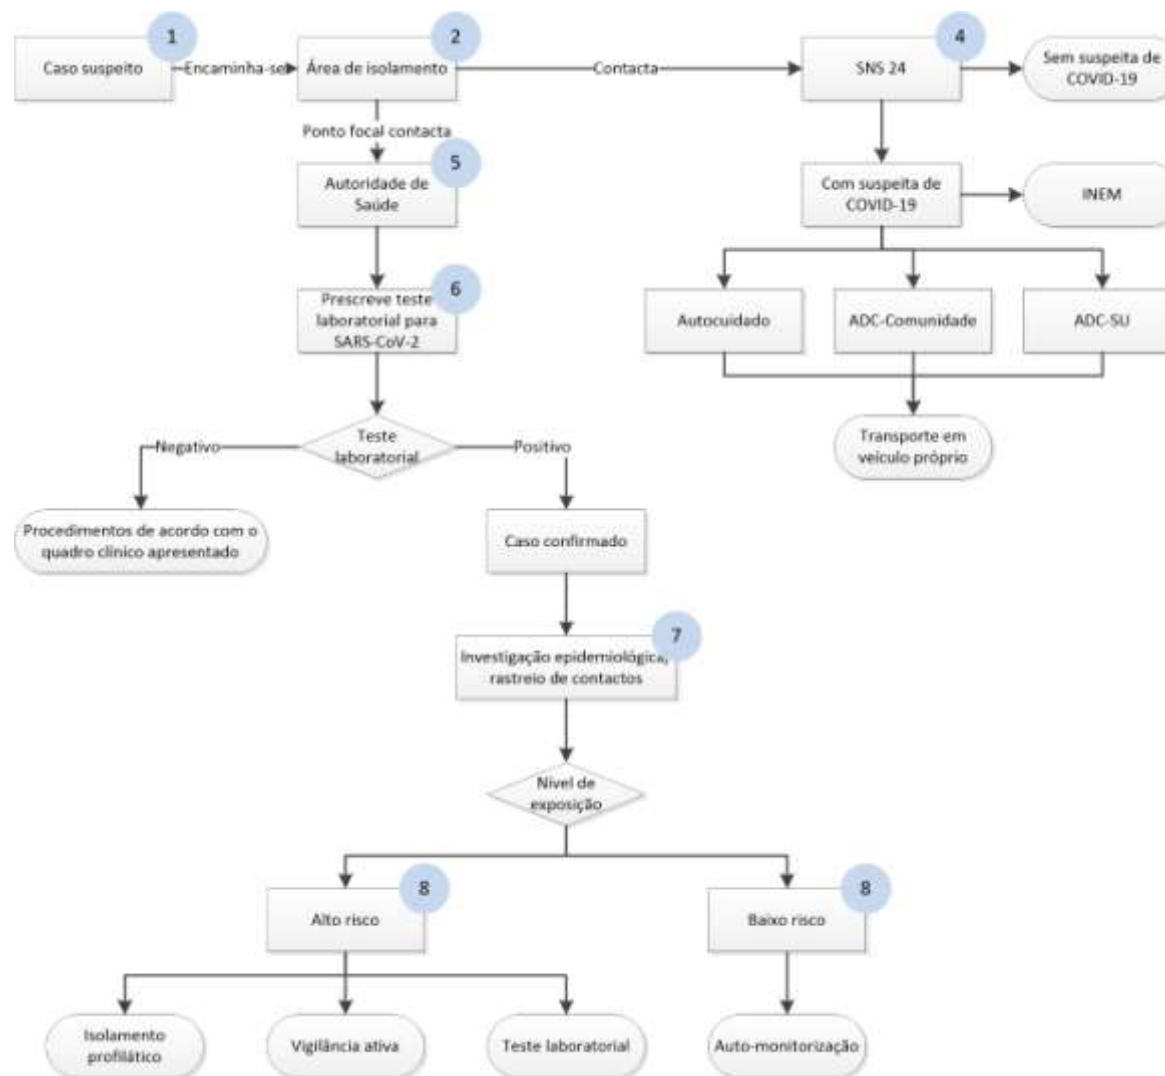 1
2
4
Caso suspeito
Encaminha-se
Área de isolamento
Contacta
SNS 24
Sem suspeita de
COVID-19
Ponto focal contacta
5
Autoridade de
Saúde
Com suspeita de
COVID-19
INEM
6
Prescreve teste
laboratorial para
SARS-CoV-2
Autocuidado
ADC-Comunidade
ADC-SU
Negativo
Teste
laboratorial
Positivo
Transporte em
veículo próprio
Procedimentos de acordo com o
quadro clínico apresentado
Caso confirmado
7
Investigação epidemiológica,
rastreio de contactos
Nível de
exposição
8
8
Alto risco
Baixo risco
Isolamento
profilático
Vigilância ativa
Teste laboratorial
Auto-monitorização